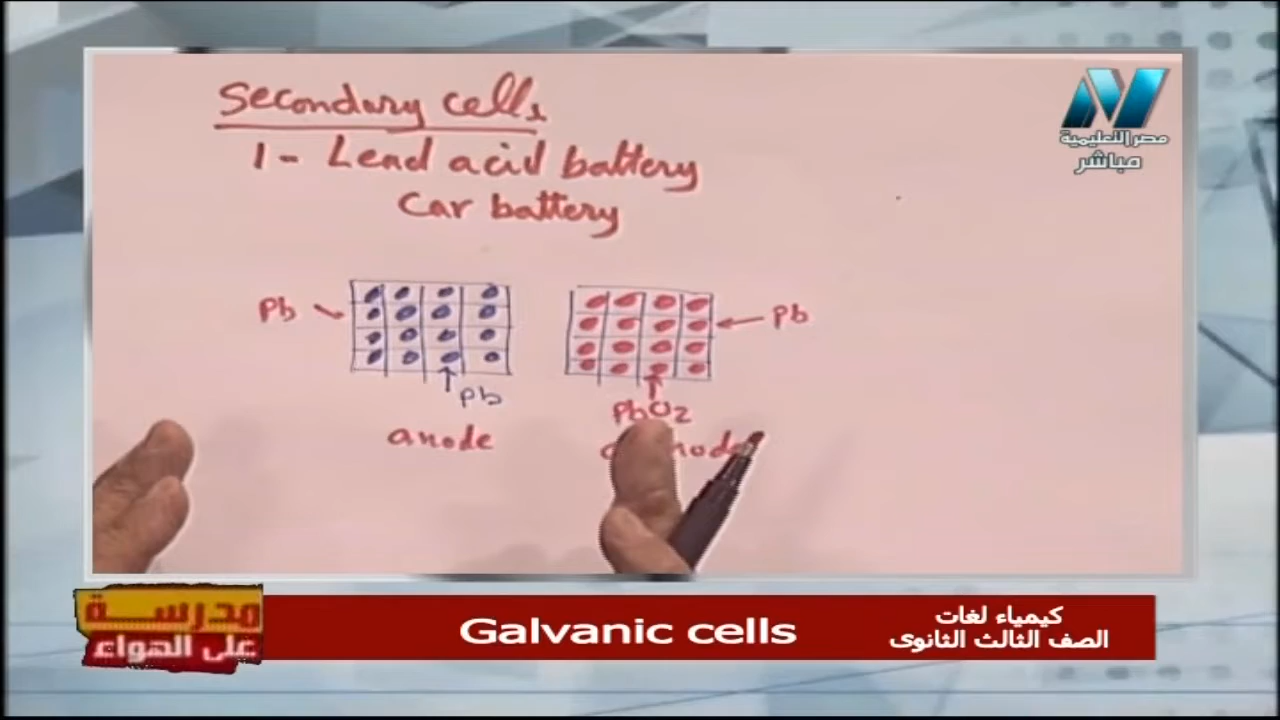 Secondary cells
1 - Lead acid battery
Car battery
Pb
Pb
Pb
PbO2
anode
مصر التعليمية
مباشر
مدرسة
على الهواء
Galvanic cells
كيمياء لغات
الصف الثالث الثانوى